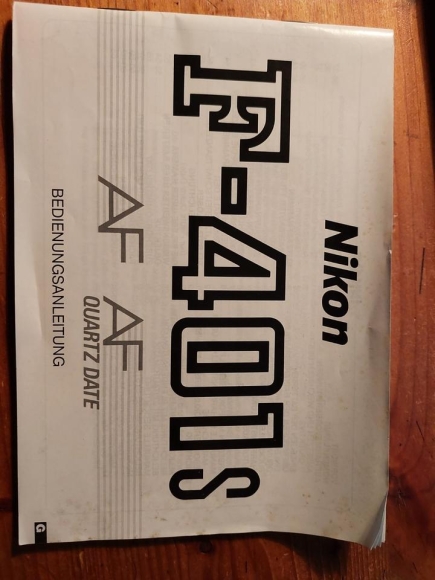 Nikon
F-401s
AF AF
QUARTZ DATE
BEDIENUNGSANLEITUNG
G